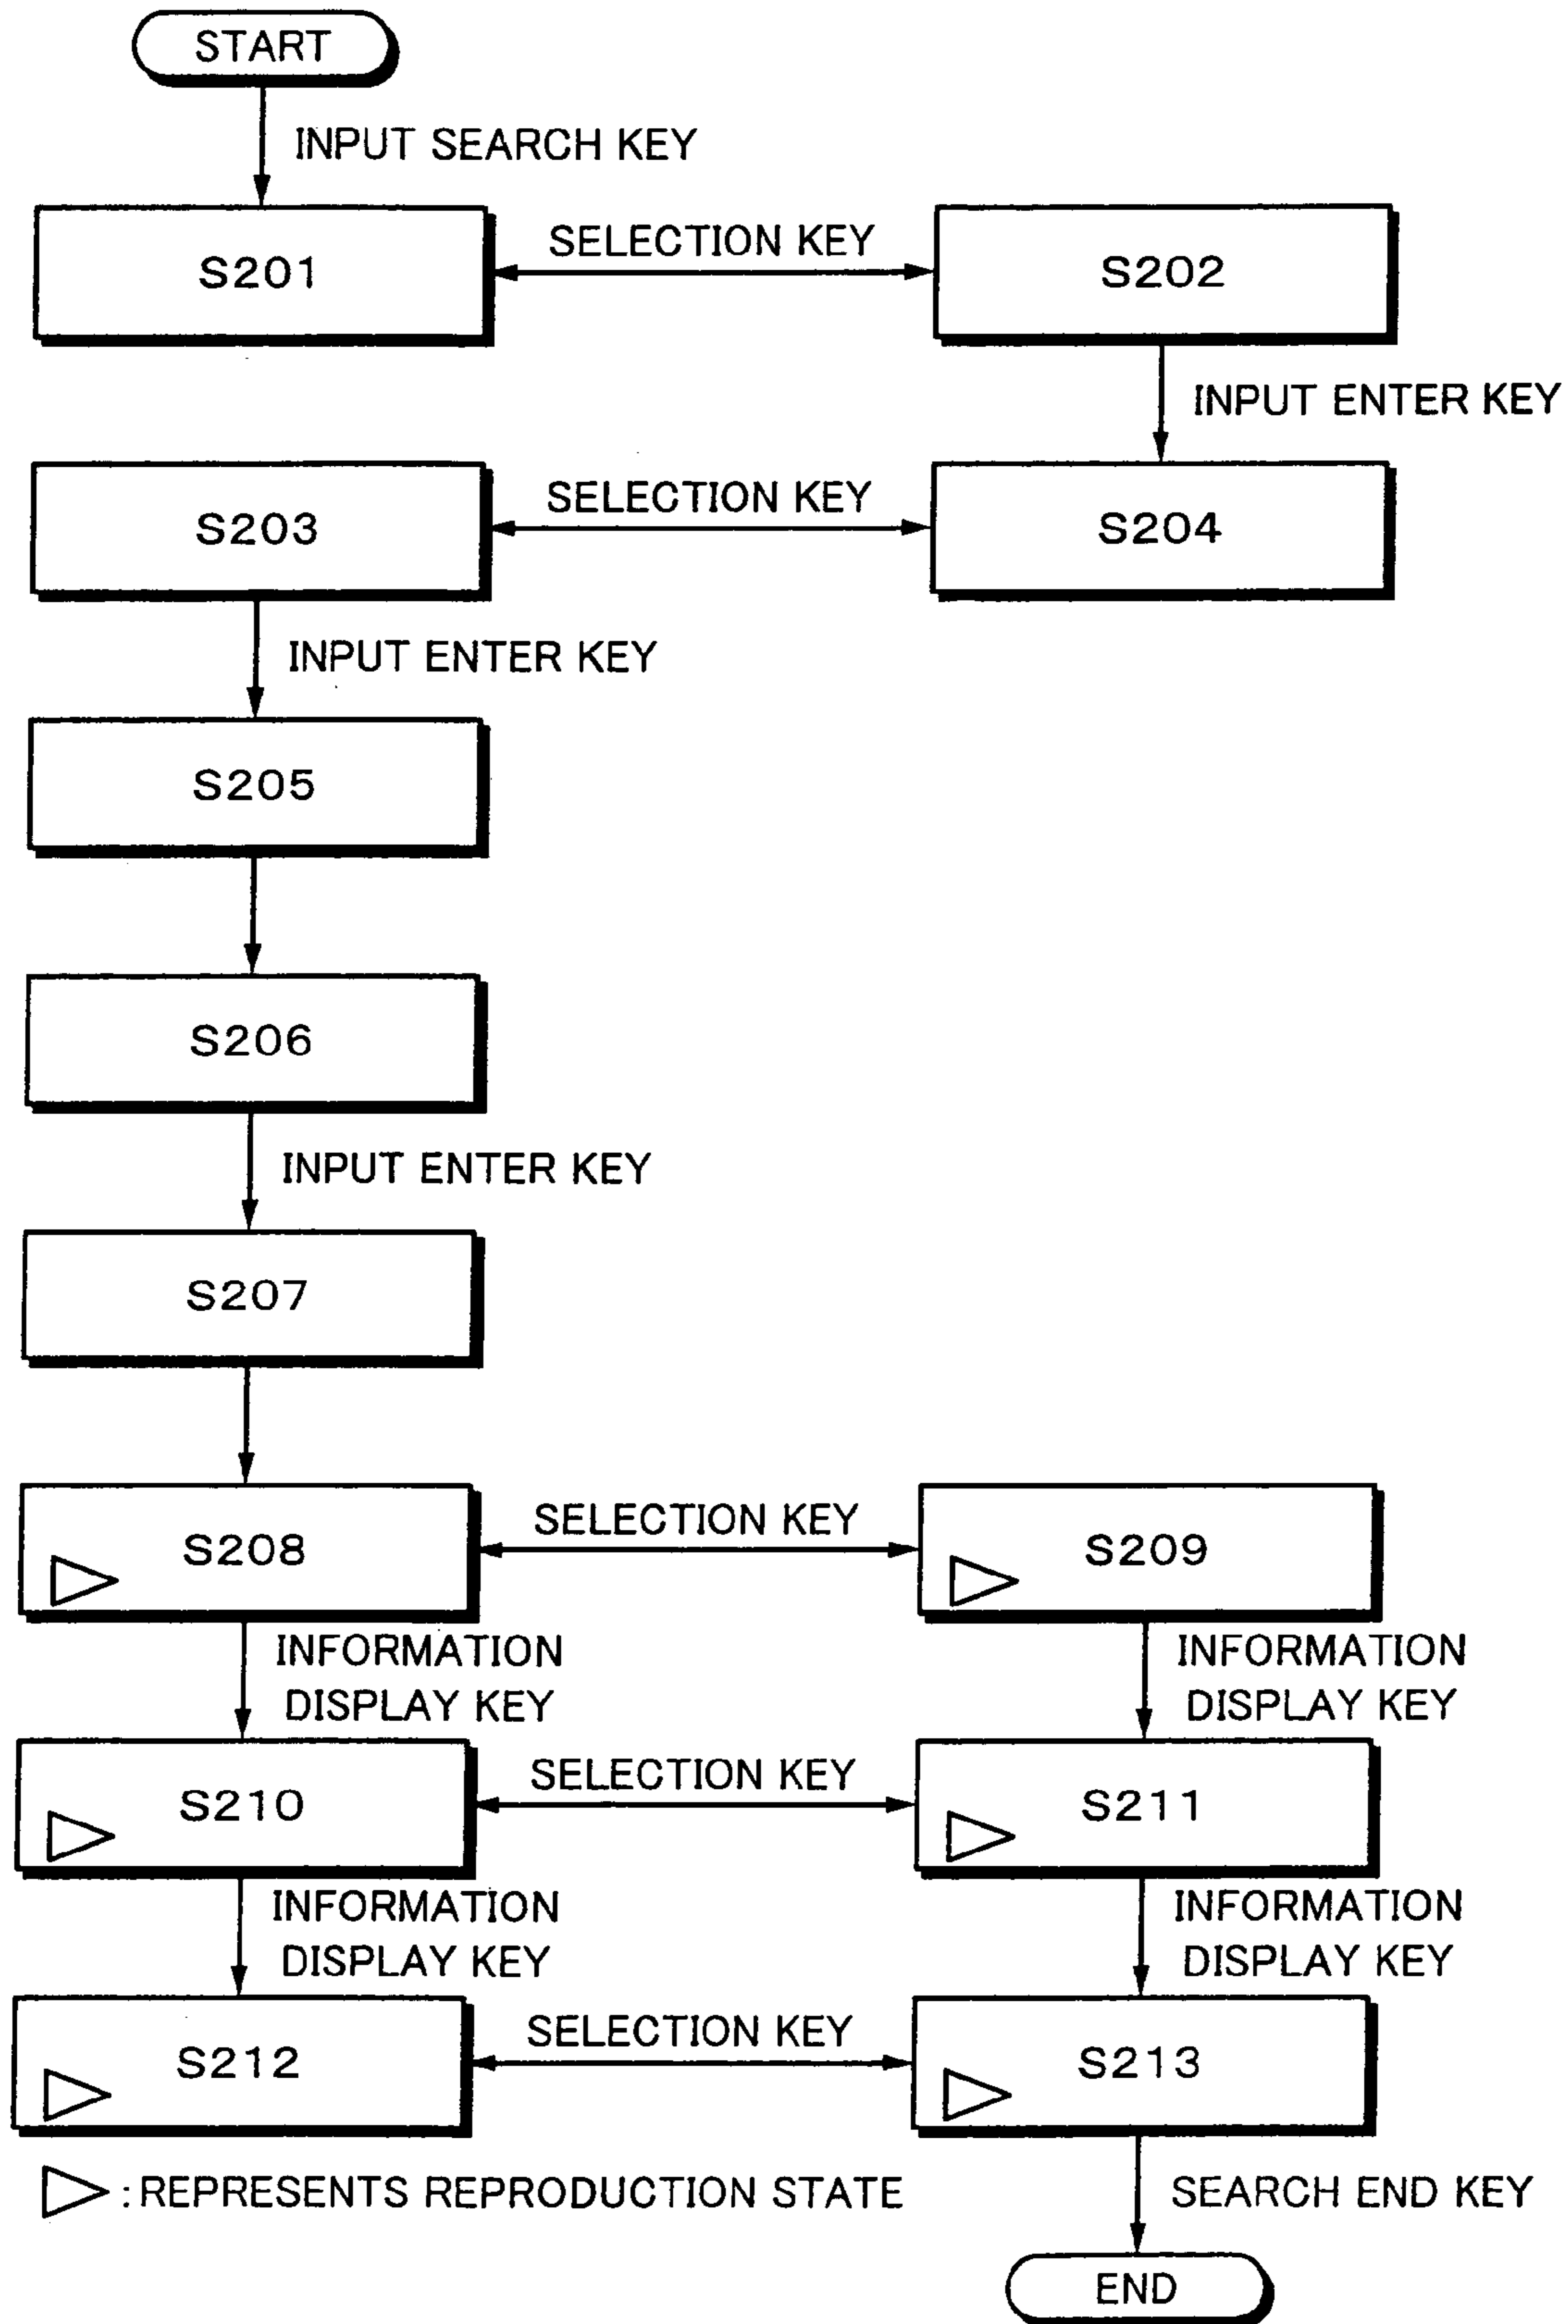 START
INPUT SEARCH KEY
S201
SELECTION KEY
S202
INPUT ENTER KEY
S203
SELECTION KEY
S204
INPUT ENTER KEY
S205
S206
INPUT ENTER KEY
S207
S208
SELECTION KEY
S209
INFORMATION
DISPLAY KEY
INFORMATION
DISPLAY KEY
S210
SELECTION KEY
S211
INFORMATION
DISPLAY KEY
INFORMATION
DISPLAY KEY
S212
SELECTION KEY
S213
: REPRESENTS REPRODUCTION STATE
SEARCH END KEY
END